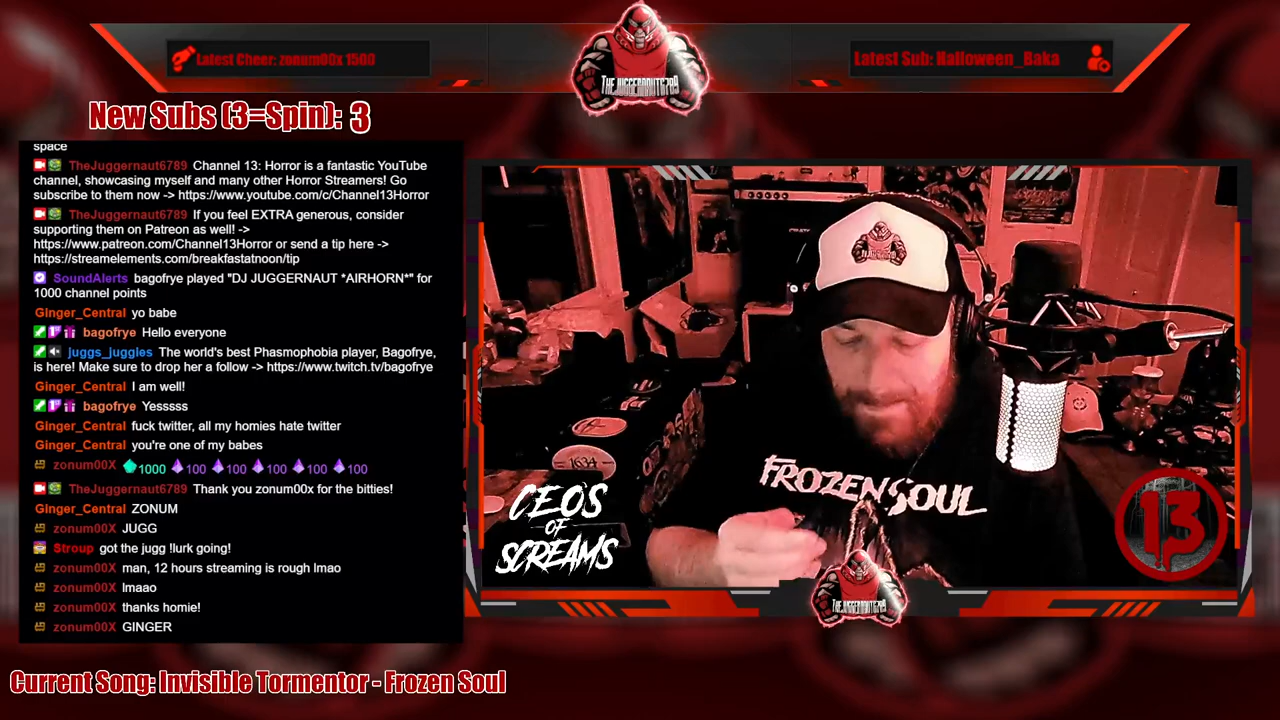 Latest Cheer: zonum00x 1500
THEJUGGERNAUT6789
Latest Sub: Halloween_Baka
New Subs (3=Spin): 3
space
TheJuggernaut6789 Channel 13: Horror is a fantastic YouTube
channel, showcasing myself and many other Horror Streamers! Go
subscribe to them now -> https://www.youtube.com/c/Channel13Horror
TheJuggernaut6789 If you feel EXTRA generous, consider
supporting them on Patreon as well! ->
https://www.patreon.com/Channel13Horror or send a tip here ->
https://streamelements.com/breakfastatnoon/tip
SoundAlerts bagofrye played "DJ JUGGERNAUT *AIRHORN*" for
1000 channel points
Ginger_Central yo babe
bagofrye Hello everyone
juggs_juggles The world's best Phasmophobia player, Bagofrye,
is here! Make sure to drop her a follow -> https://www.twitch.tv/bagofrye
Ginger_Central I am well!
bagofrye Yesssss
Ginger_Central fuck twitter, all my homies hate twitter
Ginger_Central you're one of my babes
zonum00X 1000 100 100 100 100 100
TheJuggernaut6789 Thank you zonum00x for the bitties!
Ginger_Central ZONUM
zonum00X JUGG
Stroup got the jugg !lurk going!
zonum00X man, 12 hours streaming is rough lmao
zonum00X lmaao
zonum00X thanks homie!
zonum00X GINGER
1634
FROZEN SOUL
CEOS
OF
SCREAMS
13
THEJUGGERNAUT6789
Current Song: Invisible Tormentor - Frozen Soul